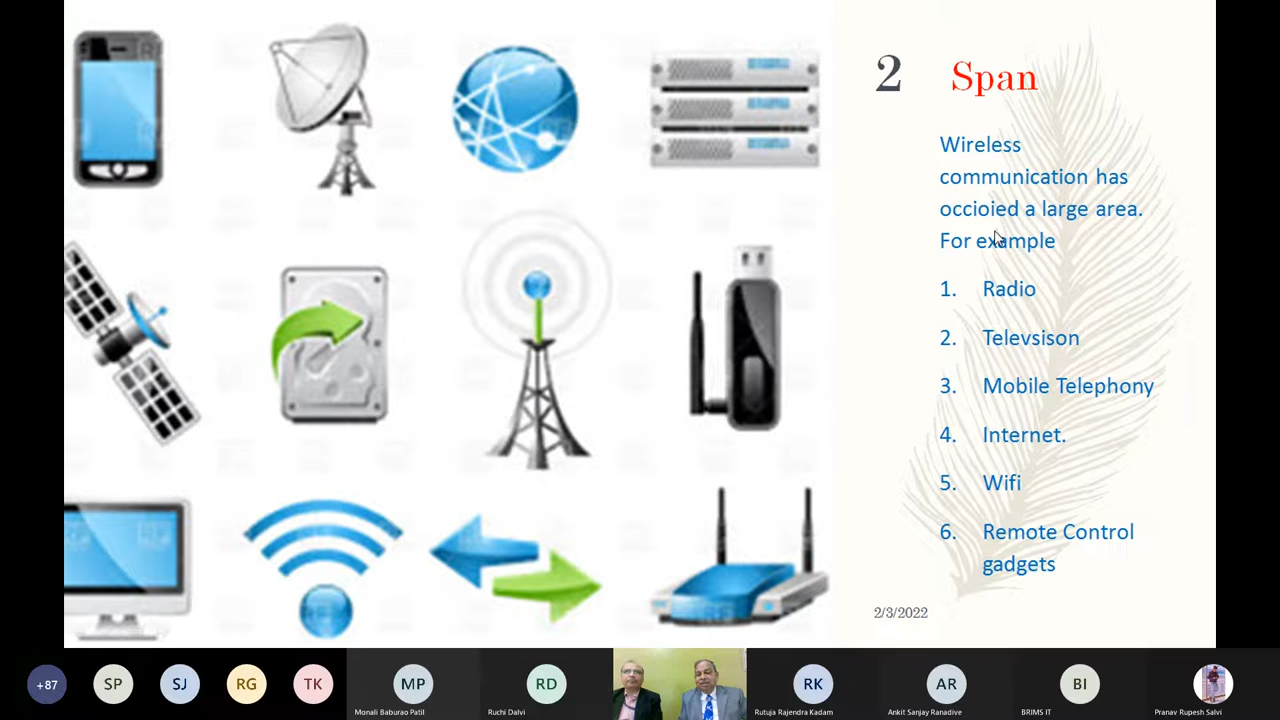 2 Span
Wireless
communication has
occioied a large area.
For example
1. Radio
2. Televsison
3. Mobile Telephony
4. Internet.
5. Wifi
6. Remote Control
gadgets
2/3/2022
+87 SP SJ RG TK MP RD RK AR BI
Monali Baburao Patil Ruchi Dalvi Rutuja Rajendra Kadam Ankit Sanjay Ranadive BRIMS IT Pranav Rupesh Salvi